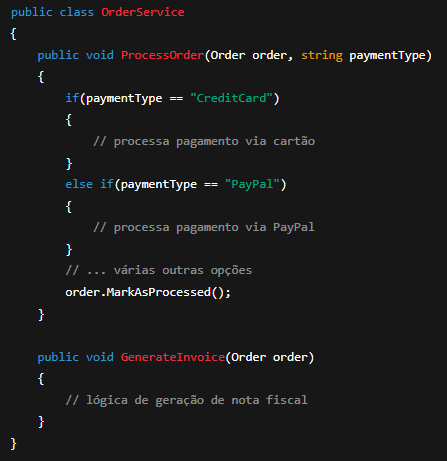 public class OrderService
{
    public void ProcessOrder(Order order, string paymentType)
    {
        if(paymentType == "CreditCard")
        {
            // processa pagamento via cartão
        }
        else if(paymentType == "PayPal")
        {
            // processa pagamento via PayPal
        }
        // ... várias outras opções
        order.MarkAsProcessed();
    }

    public void GenerateInvoice(Order order)
    {
        // lógica de geração de nota fiscal
    }
}